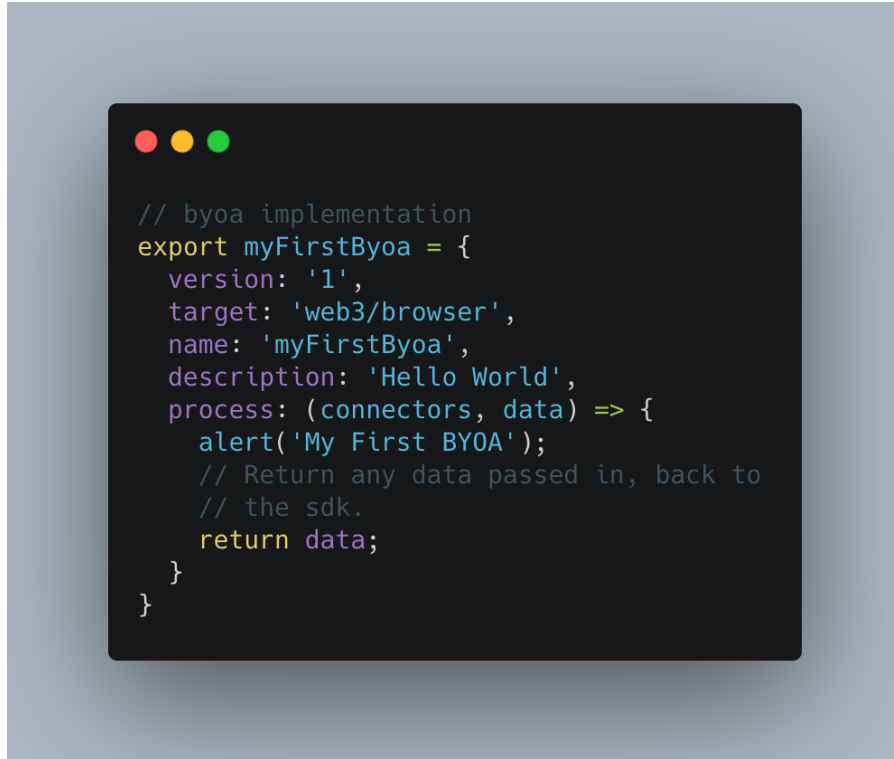 // byoa implementation
export myFirstByoa = {
  version: '1',
  target: 'web3/browser',
  name: 'myFirstByoa',
  description: 'Hello World',
  process: (connectors, data) => {
    alert('My First BYOA');
    // Return any data passed in, back to
    // the sdk.
    return data;
  }
}